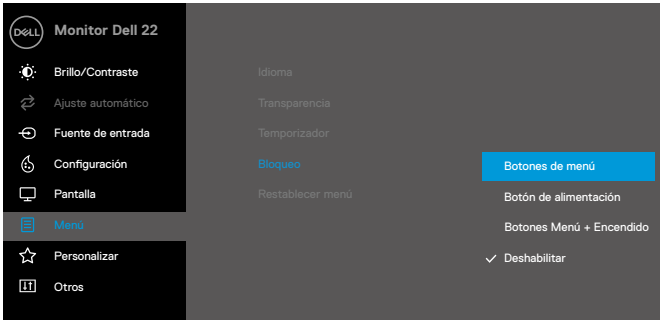 DELL Monitor Dell 22
Brillo/Contraste
Ajuste automático
Fuente de entrada
Configuración
Pantalla
Menú
Personalizar
Otros
Idioma
Transparencia
Temporizador
Bloqueo
Restablecer menú
Botones de menú
Botón de alimentación
Botones Menú + Encendido
Deshabilitar